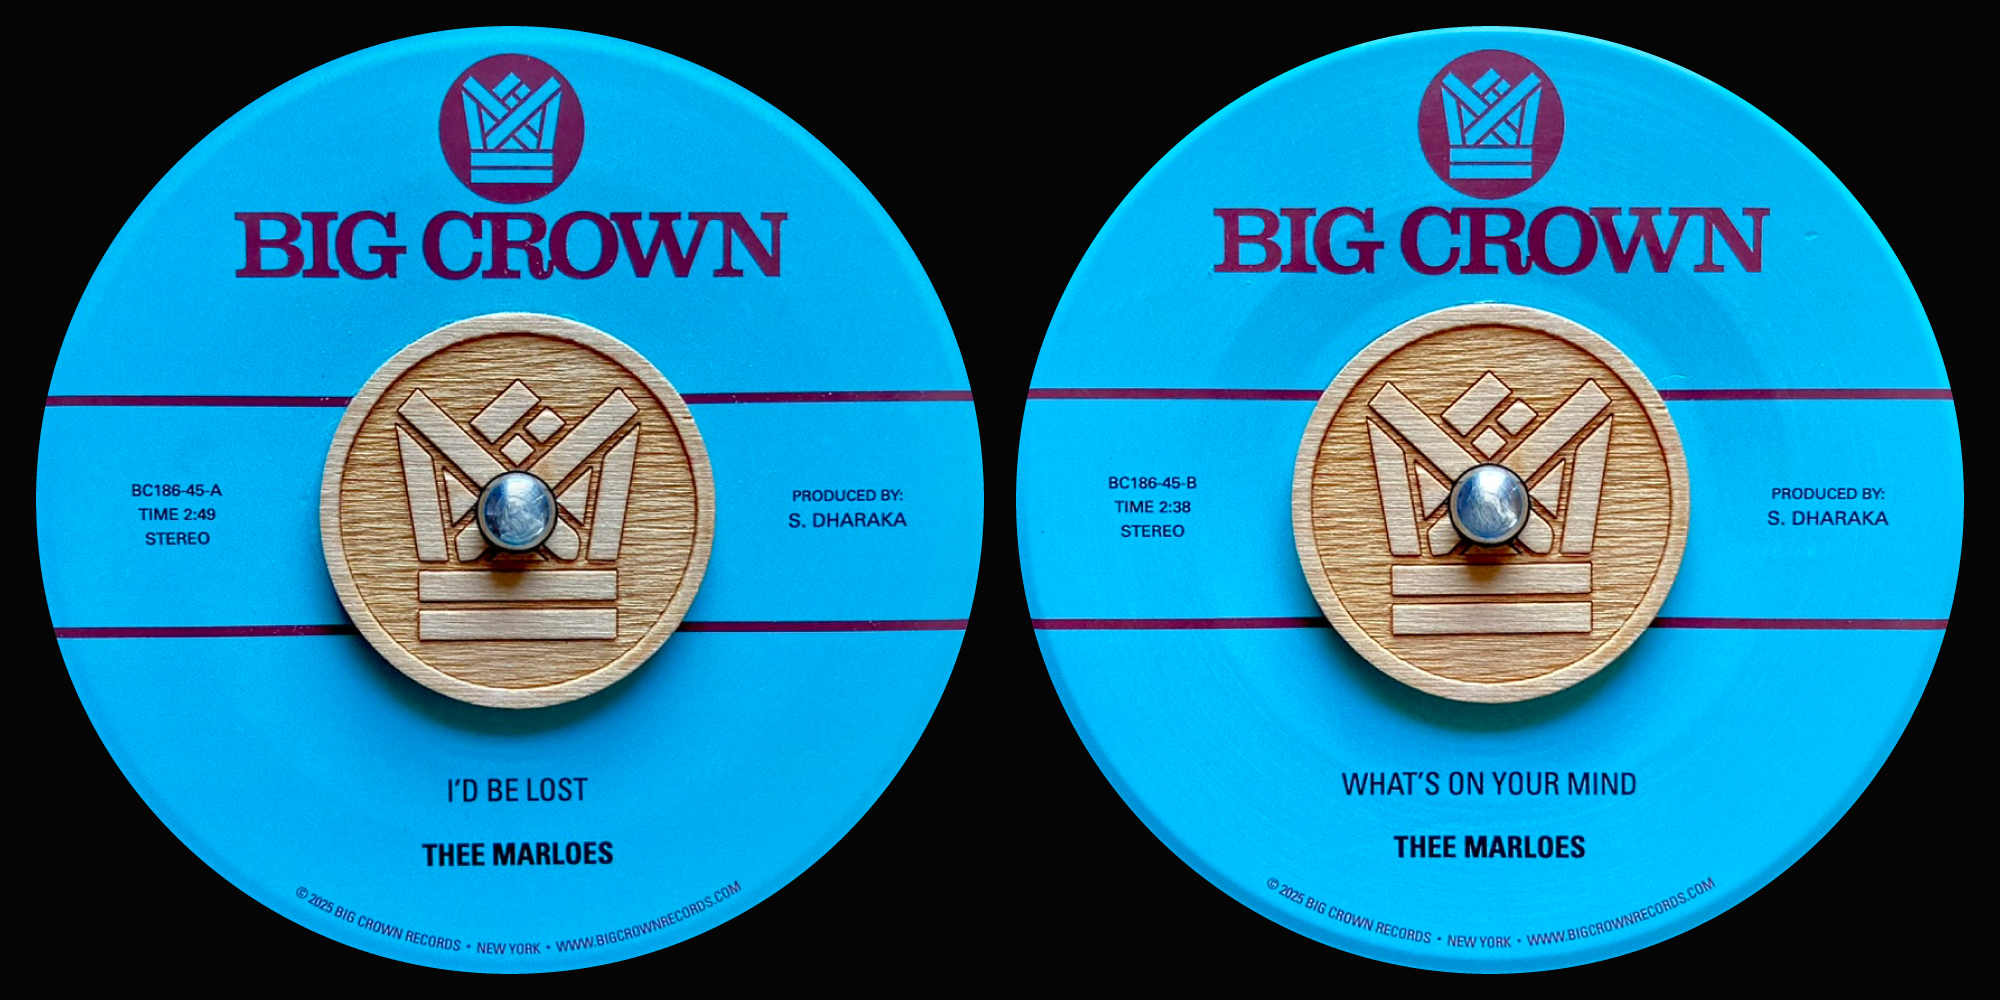 BIG CROWN
BC186-45-A
TIME 2:49
STEREO
PRODUCED BY:
S. DHARAKA
I'D BE LOST
THEE MARLOES
© 2025 BIG CROWN RECORDS • NEW YORK • WWW.BIGCROWNRECORDS.COM
BIG CROWN
BC186-45-B
TIME 2:38
STEREO
PRODUCED BY:
S. DHARAKA
WHAT'S ON YOUR MIND
THEE MARLOES
© 2025 BIG CROWN RECORDS • NEW YORK • WWW.BIGCROWNRECORDS.COM